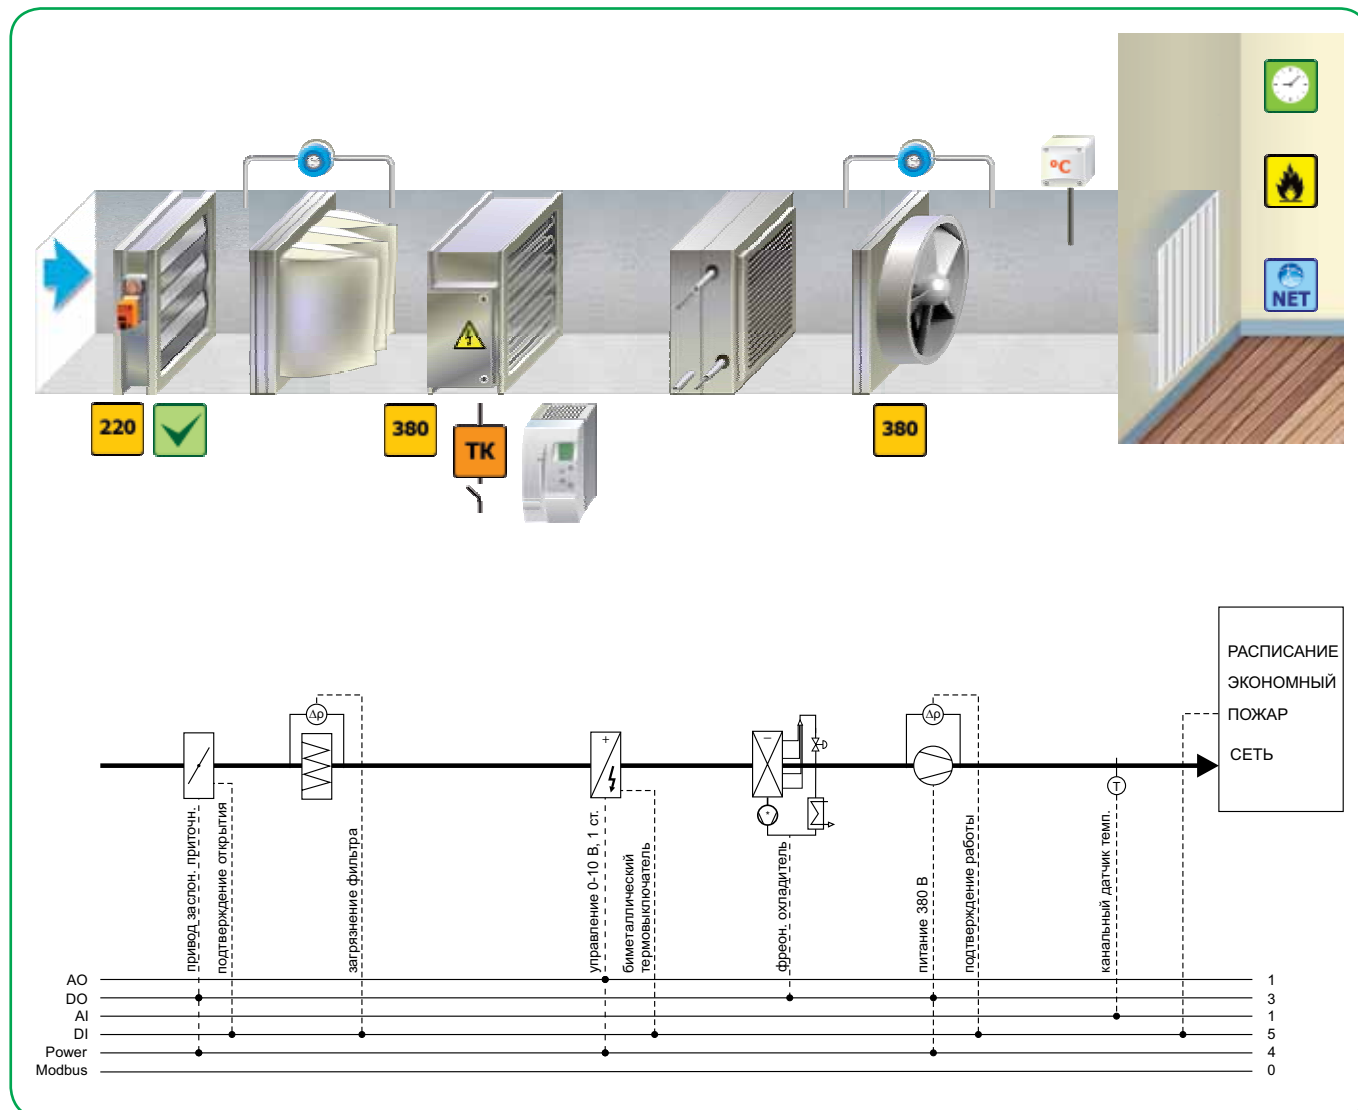 °C
NET
220
380
ТК
380
РАСПИСАНИЕ
ЭКОНОМНЫЙ
ПОЖАР
СЕТЬ
Δp
Δp
+
–
*
T
привод заслон. приточн.
подтверждение открытия
загрязнение фильтра
управление 0-10 В, 1 ст.
биметаллический
термовыключатель
фреон. охладитель
питание 380 В
подтверждение работы
канальный датчик темп.
AO 1
DO 3
AI 1
DI 5
Power 4
Modbus 0